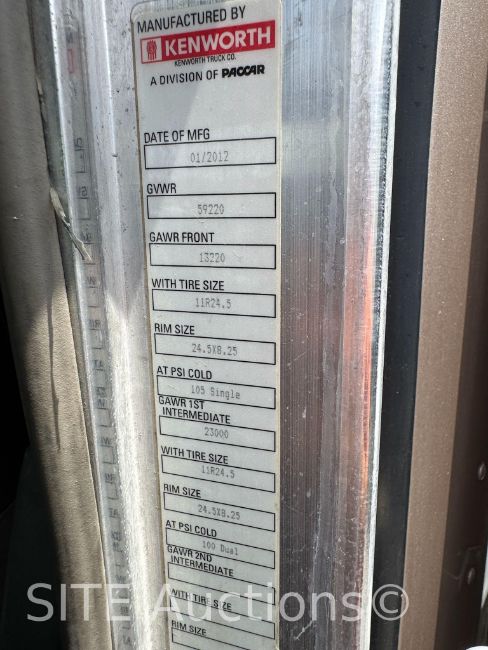 MANUFACTURED BY
KENWORTH
KENWORTH TRUCK CO.
A DIVISION OF PACCAR
DATE OF MFG
01/2012
GVWR
59220
GAWR FRONT
13220
WITH TIRE SIZE
11R24.5
RIM SIZE
24.5X8.25
AT PSI COLD
105 Single
GAWR 1ST
INTERMEDIATE
23000
WITH TIRE SIZE
11R24.5
RIM SIZE
24.5X8.25
AT PSI COLD
100 Dual
GAWR 2ND
INTERMEDIATE
WITH TIRE SIZE
RIM SIZE
SITE Auctions©